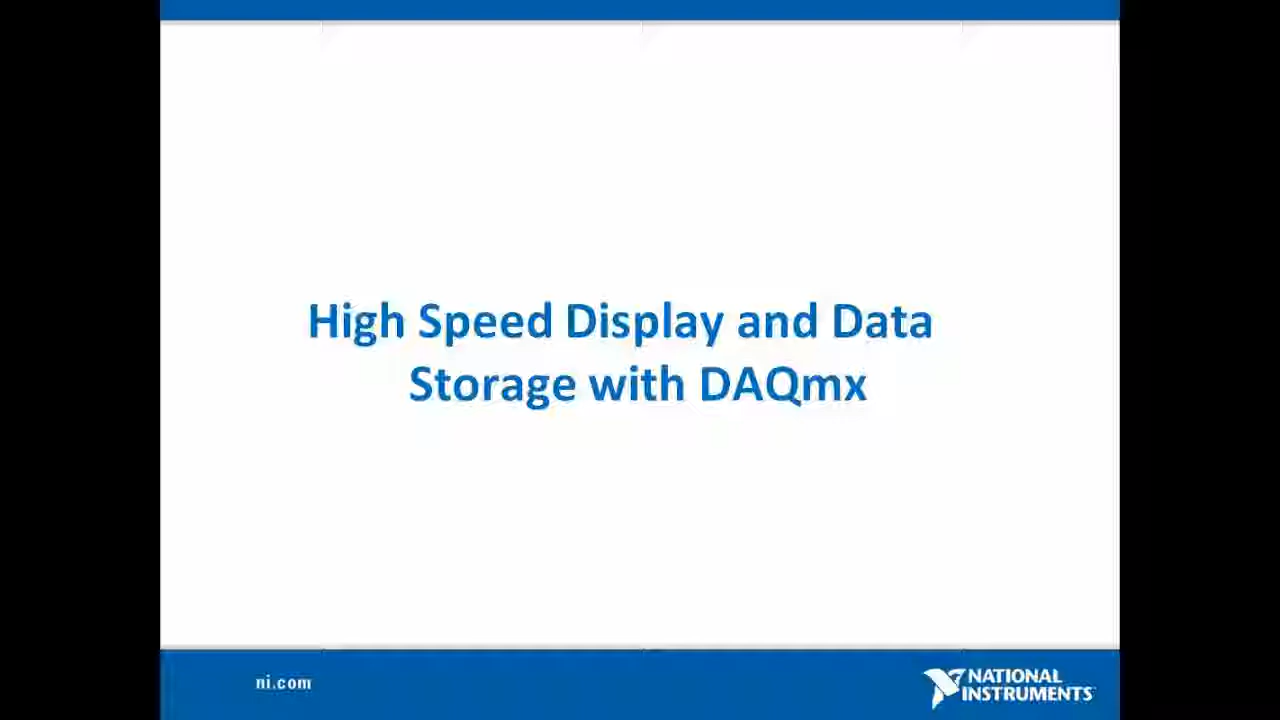 High Speed Display and Data
Storage with DAQmx
ni.com
NATIONAL
INSTRUMENTS